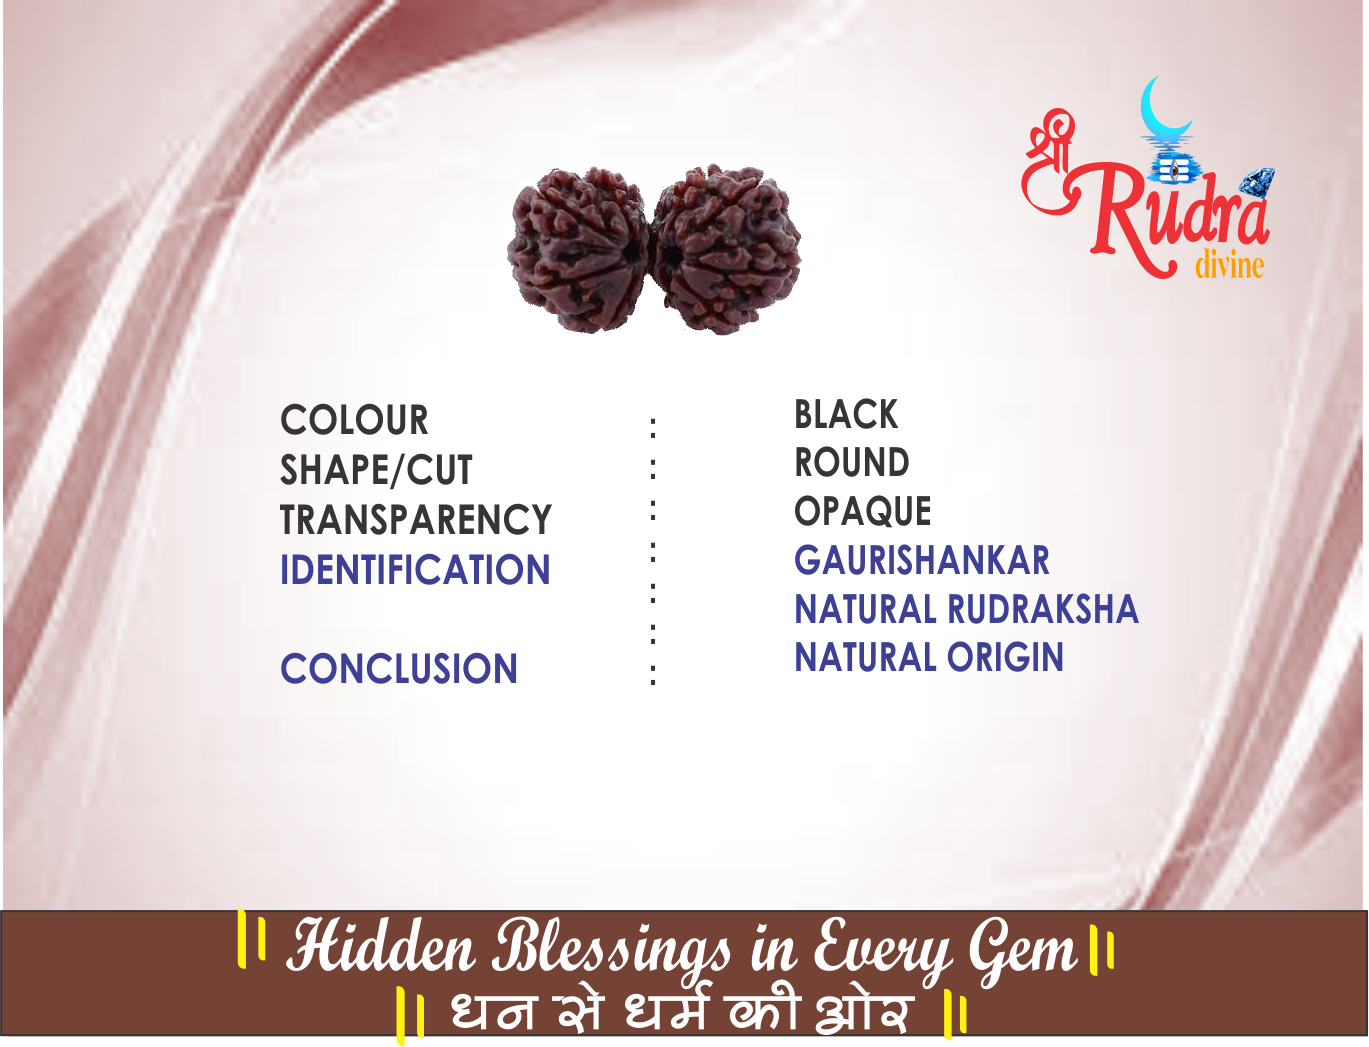 श्री
Rudra
divine
COLOUR : BLACK
SHAPE/CUT : ROUND
TRANSPARENCY : OPAQUE
IDENTIFICATION : GAURISHANKAR
: NATURAL RUDRAKSHA
:
CONCLUSION : NATURAL ORIGIN
|| Hidden Blessings in Every Gem ||
|| धन से धर्म की ओर ||